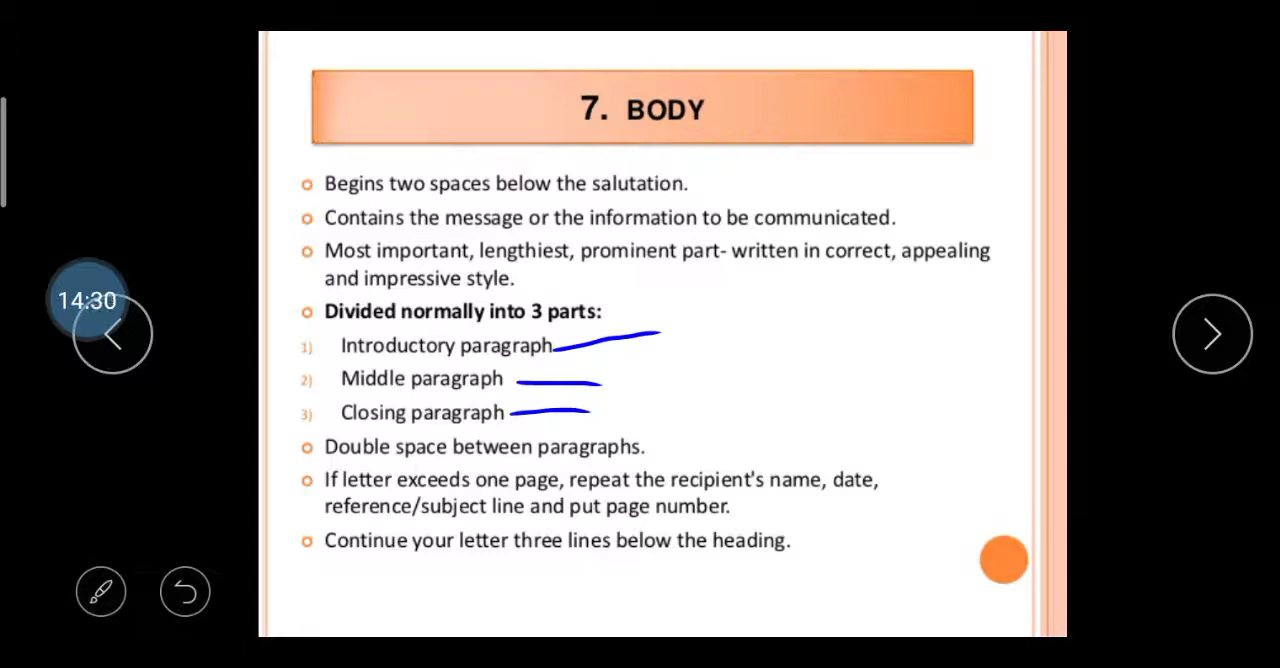 7. BODY
Begins two spaces below the salutation.
Contains the message or the information to be communicated.
Most important, lengthiest, prominent part- written in correct, appealing
and impressive style.
Divided normally into 3 parts:
1) Introductory paragraph
2) Middle paragraph
3) Closing paragraph
Double space between paragraphs.
If letter exceeds one page, repeat the recipient's name, date,
reference/subject line and put page number.
Continue your letter three lines below the heading.
14:30